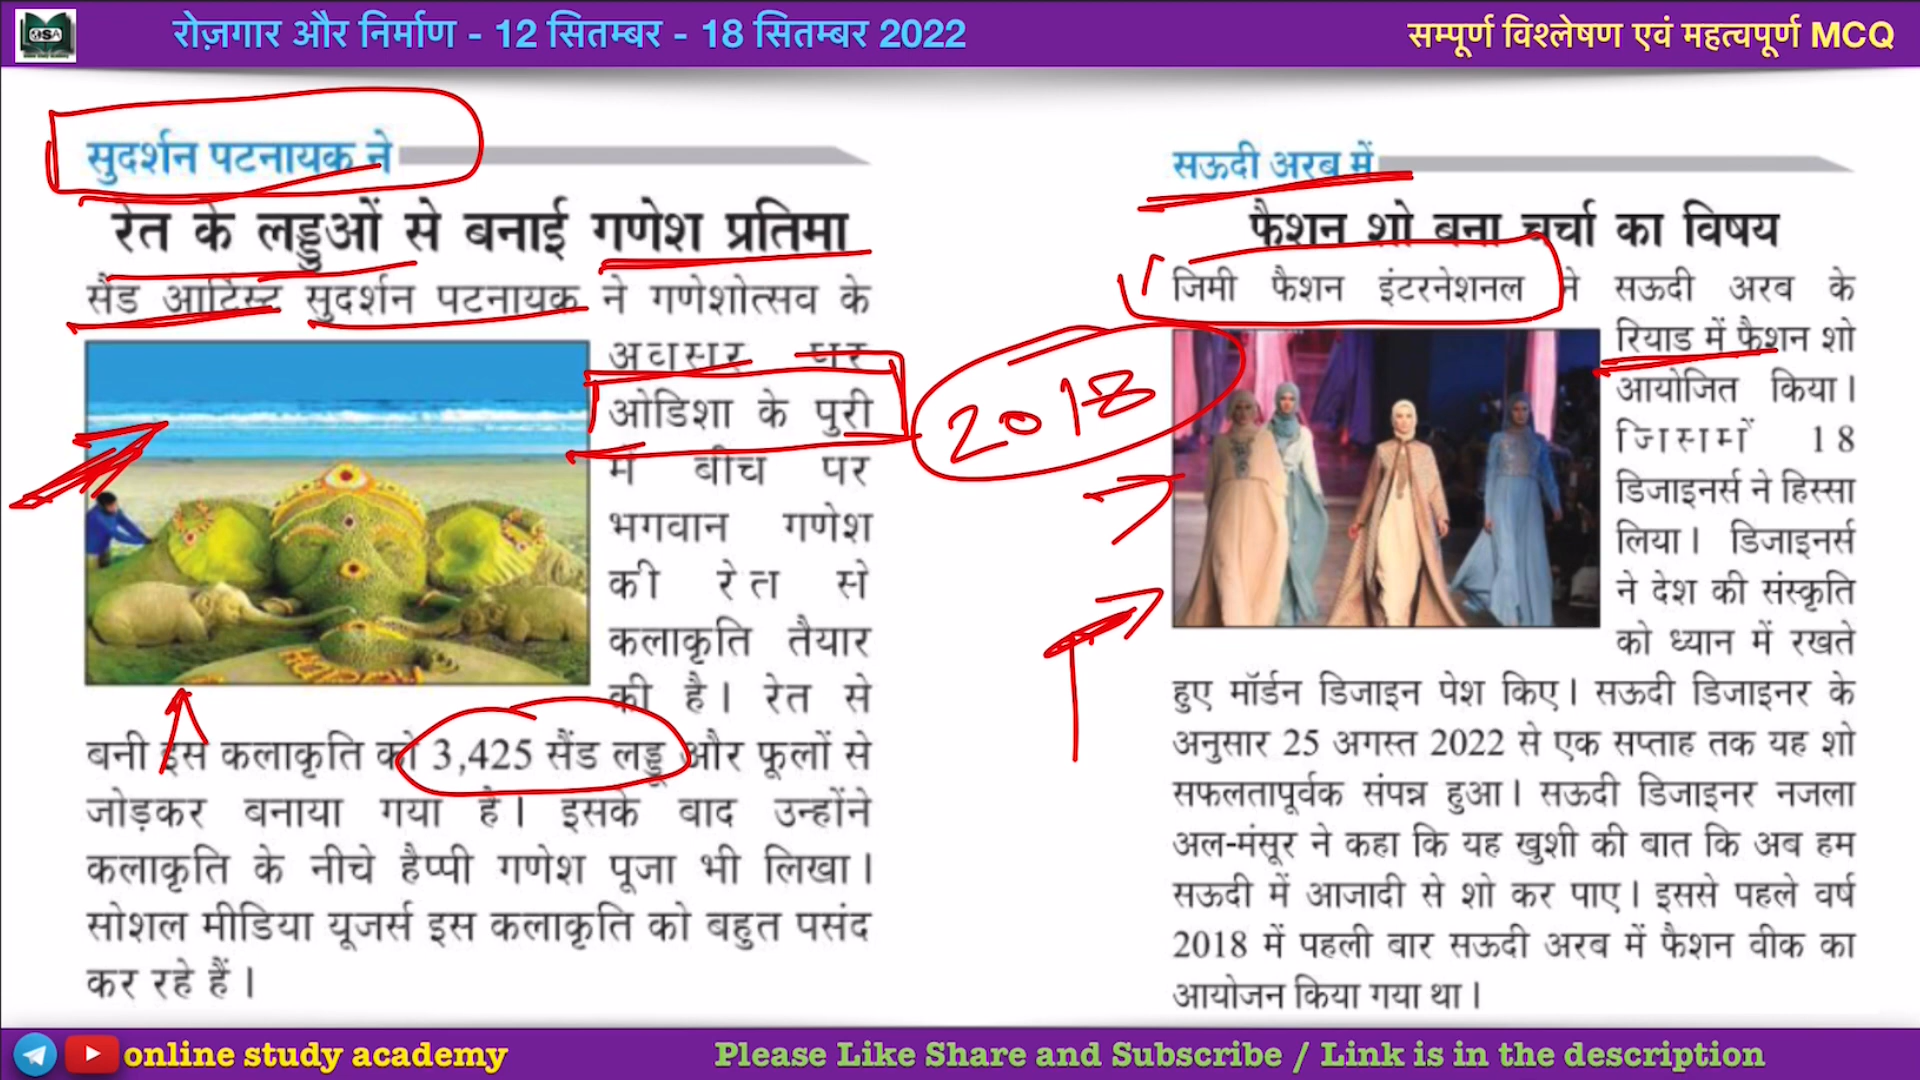 रोज़गार और निर्माण - 12 सितम्बर - 18 सितम्बर 2022
सम्पूर्ण विश्लेषण एवं महत्वपूर्ण MCQ
सुदर्शन पटनायक ने
रेत के लड्डुओं से बनाई गणेश प्रतिमा
सैंड आर्टिस्ट सुदर्शन पटनायक ने गणेशोत्सव के
अवसर पर
ओडिशा के पुरी
में बीच पर
भगवान गणेश
की रेत से
कलाकृति तैयार
की है। रेत से
बनी इस कलाकृति को 3,425 सैंड लड्डू और फूलों से
जोड़कर बनाया गया है। इसके बाद उन्होंने
कलाकृति के नीचे हैप्पी गणेश पूजा भी लिखा।
सोशल मीडिया यूजर्स इस कलाकृति को बहुत पसंद
कर रहे हैं।
2018
सऊदी अरब में
फैशन शो बना चर्चा का विषय
जिमी फैशन इंटरनेशनल ने सऊदी अरब के
रियाड में फैशन शो
आयोजित किया।
जिसमें 18
डिजाइनर्स ने हिस्सा
लिया। डिजाइनर्स
ने देश की संस्कृति
को ध्यान में रखते
हुए मॉर्डन डिजाइन पेश किए। सऊदी डिजाइनर के
अनुसार 25 अगस्त 2022 से एक सप्ताह तक यह शो
सफलतापूर्वक संपन्न हुआ। सऊदी डिजाइनर नजला
अल-मंसूर ने कहा कि यह खुशी की बात कि अब हम
सऊदी में आजादी से शो कर पाए। इससे पहले वर्ष
2018 में पहली बार सऊदी अरब में फैशन वीक का
आयोजन किया गया था।
online study academy
Please Like Share and Subscribe / Link is in the description